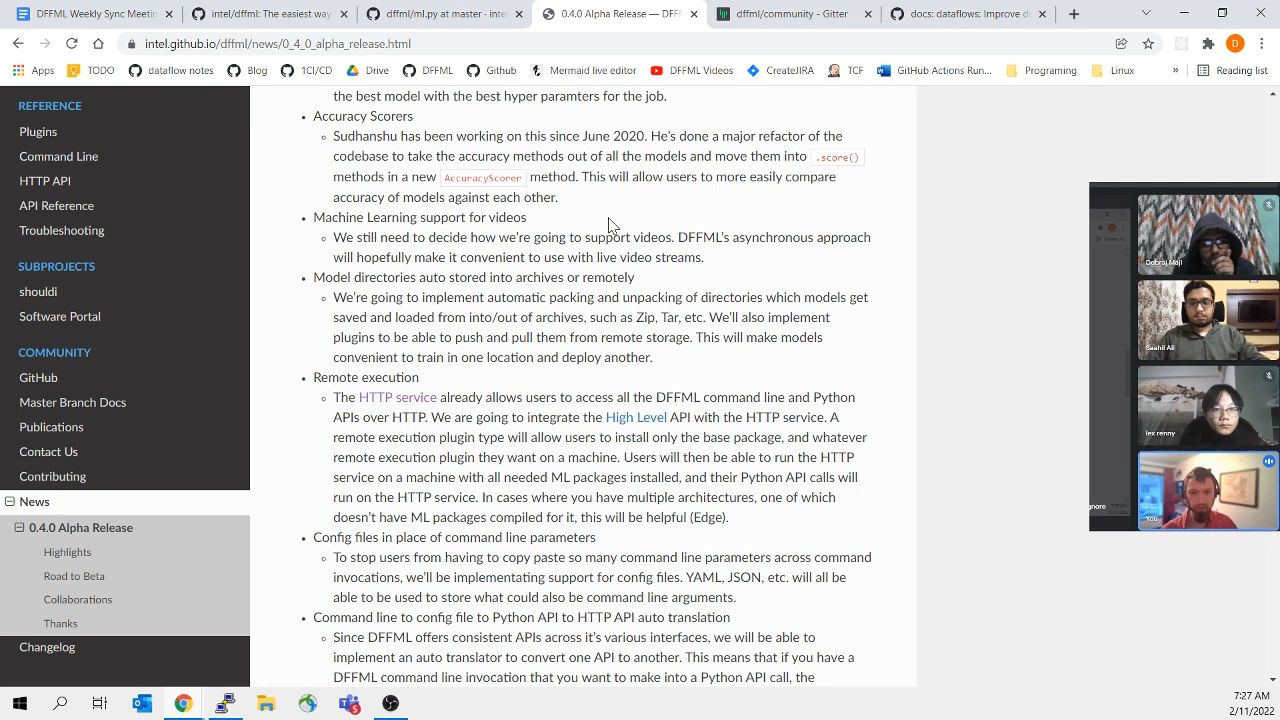 DFFML Weekly Sync Meetin
intel/dffml: The easiest way
dffml/ml.py at master · intel
0.4.0 Alpha Release — DFFML
dffml/community - Gitter
docs: dataflows: Improve di
intel.github.io/dffml/news/0_4_0_alpha_release.html
D
Apps
TODO
dataflow notes
Blog
1CI/CD
Drive
DFFML
Github
Mermaid live editor
DFFML Videos
CreateJIRA
TCF
GitHub Actions Run...
Programing
Linux
»
Reading list
REFERENCE
Plugins
Command Line
HTTP API
API Reference
Troubleshooting
SUBPROJECTS
shouldi
Software Portal
COMMUNITY
GitHub
Master Branch Docs
Publications
Contact Us
Contributing
News
0.4.0 Alpha Release
Highlights
Road to Beta
Collaborations
Thanks
Changelog
the best model with the best hyper paramters for the job.
Accuracy Scorers
Sudhanshu has been working on this since June 2020. He's done a major refactor of the
codebase to take the accuracy methods out of all the models and move them into .score()
methods in a new AccuracyScorer method. This will allow users to more easily compare
accuracy of models against each other.
Machine Learning support for videos
We still need to decide how we're going to support videos. DFFML's asynchronous approach
will hopefully make it convenient to use with live video streams.
Model directories auto stored into archives or remotely
We're going to implement automatic packing and unpacking of directories which models get
saved and loaded from into out of archives, such as Zip, Tar, etc. We'll also implement
plugins to be able to push and pull them from remote storage. This will make models
convenient to train in one location and deploy another.
Remote execution
The HTTP service already allows users to access all the DFFML command line and Python
APIs over HTTP. We are going to integrate the High Level API with the HTTP service. A
remote execution plugin type will allow users to install only the base package, and whatever
remote execution plugin they want on a machine. Users will then be able to run the HTTP
service on a machine with all needed ML packages installed, and their Python API calls will
run on the HTTP service. In cases where you have multiple architectures, one of which
doesn't have ML packages compiled for it, this will be helpful (Edge).
Config files in place of command line parameters
To stop users from having to copy paste so many command line parameters across command
invocations, we'll be implementating support for config files. YAML, JSON, etc. will all be
able to be used to store what could also be command line arguments.
Command line to config file to Python API to HTTP API auto translation
Since DFFML offers consistent APIs across it's various interfaces, we will be able to
implement an auto translator to convert one API to another. This means that if you have a
DFFML command line invocation that you want to make into a Python API call, the
Debraj Maji
Saahil Ali
lex renny
You
5
7:27 AM
2/11/2022